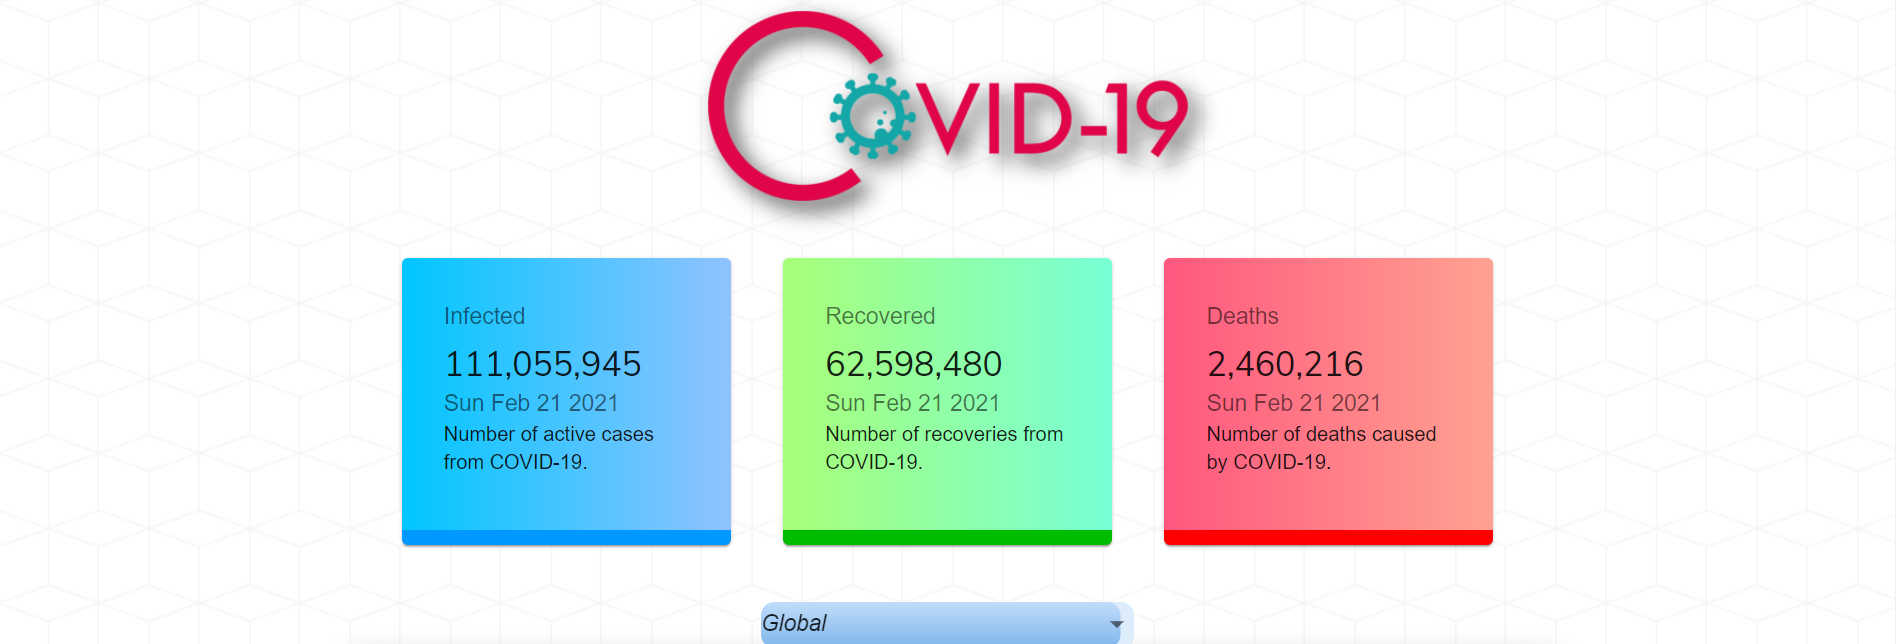 COVID-19
Infected
111,055,945
Sun Feb 21 2021
Number of active cases
from COVID-19.
Recovered
62,598,480
Sun Feb 21 2021
Number of recoveries from
COVID-19.
Deaths
2,460,216
Sun Feb 21 2021
Number of deaths caused
by COVID-19.
Global